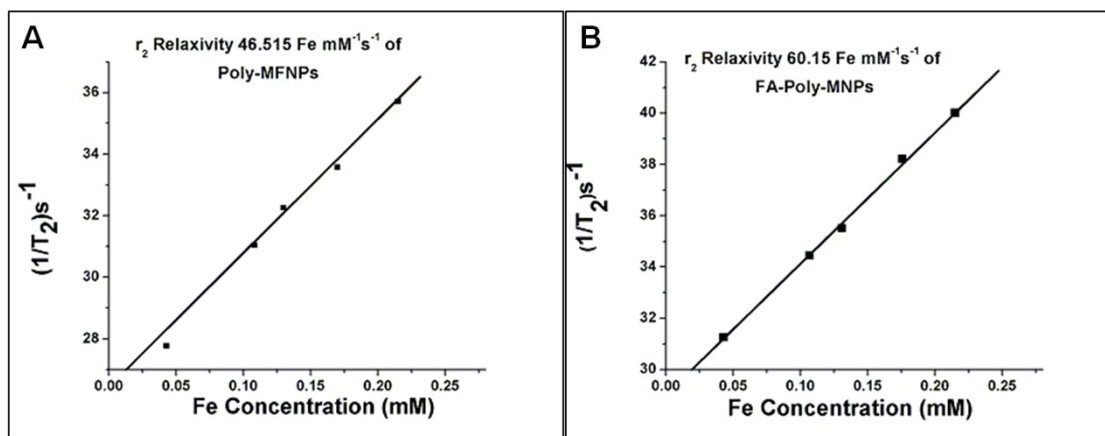 A
r₂ Relaxivity 46.515 Fe mM⁻¹s⁻¹ of
Poly-MFNPs
(1/T₂)s⁻¹
36
34
32
30
28
0.00 0.05 0.10 0.15 0.20 0.25
Fe Concentration (mM)
B
r₂ Relaxivity 60.15 Fe mM⁻¹s⁻¹ of
FA-Poly-MNPs
(1/T₂)s⁻¹
42
40
38
36
34
32
30
0.00 0.05 0.10 0.15 0.20 0.25
Fe Concentration (mM)